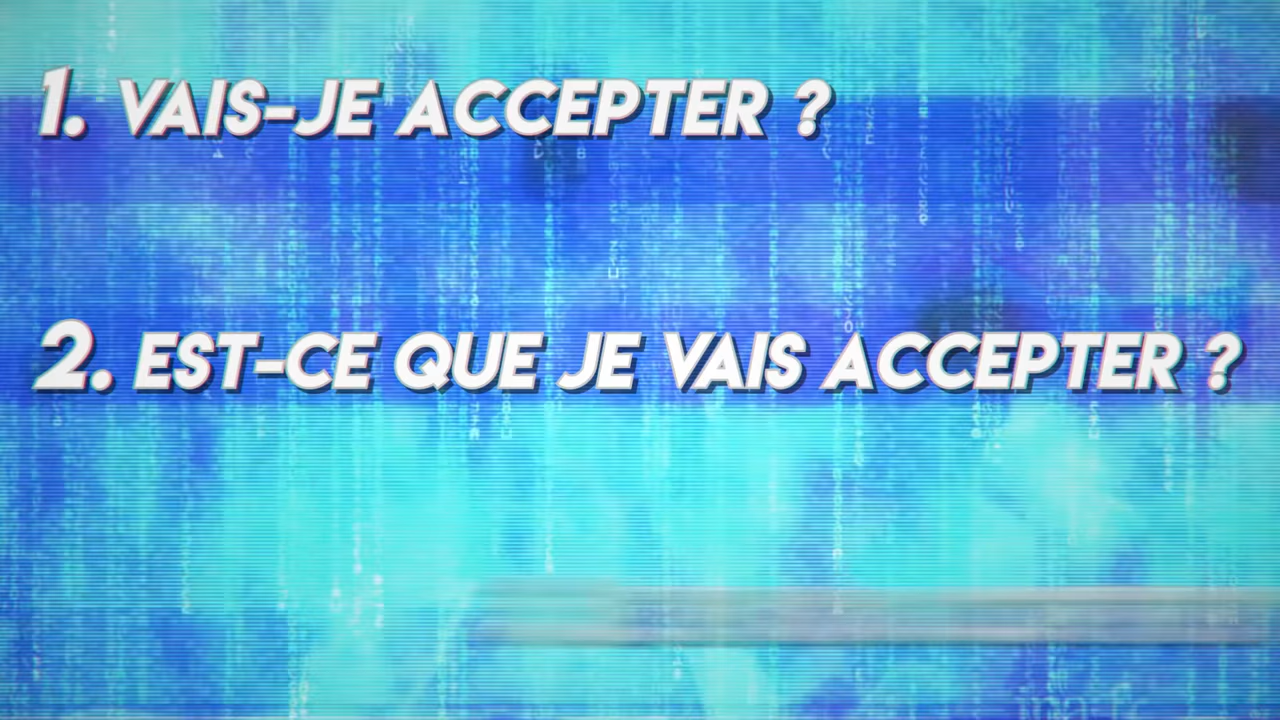 1. VAIS-JE ACCEPTER ?
2. EST-CE QUE JE VAIS ACCEPTER ?